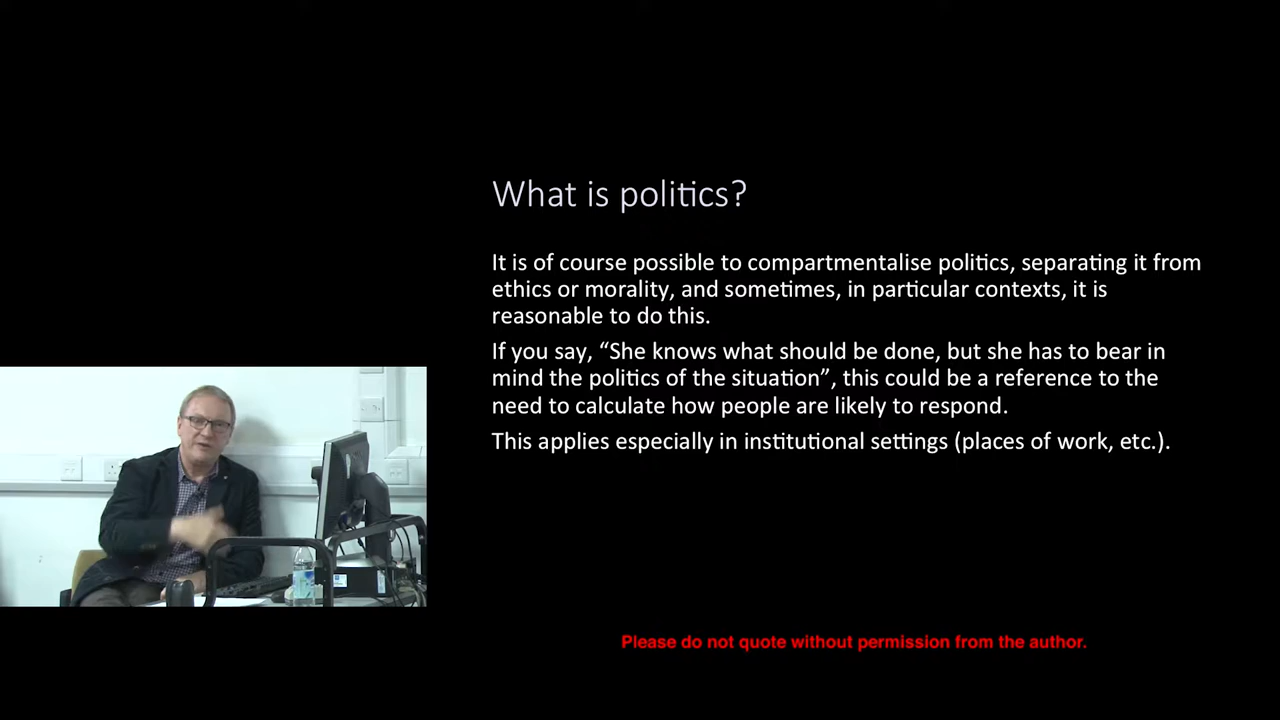 What is politics?
It is of course possible to compartmentalise politics, separating it from
ethics or morality, and sometimes, in particular contexts, it is
reasonable to do this.
If you say, “She knows what should be done, but she has to bear in
mind the politics of the situation”, this could be a reference to the
need to calculate how people are likely to respond.
This applies especially in institutional settings (places of work, etc.).
Please do not quote without permission from the author.